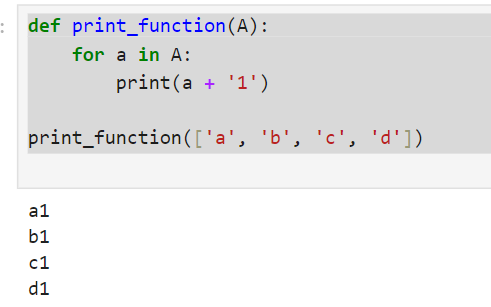 def print_function(A):
    for a in A:
        print(a + '1')
print_function(['a', 'b', 'c', 'd'])
a1
b1
c1
d1